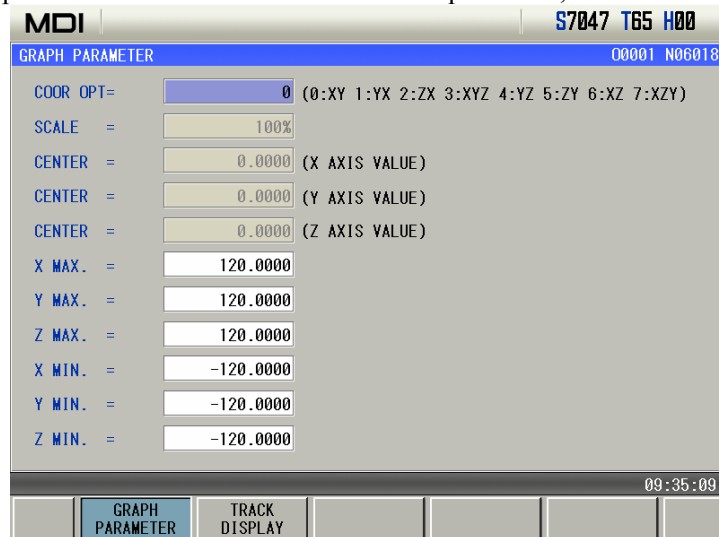 MDI S7047 T65 H00
GRAPH PARAMETER O0001 N06018
COOR OPT= 0 (0:XY 1:YX 2:ZX 3:XYZ 4:YZ 5:ZY 6:XZ 7:XZY)
SCALE = 100%
CENTER = 0.0000 (X AXIS VALUE)
CENTER = 0.0000 (Y AXIS VALUE)
CENTER = 0.0000 (Z AXIS VALUE)
X MAX. = 120.0000
Y MAX. = 120.0000
Z MAX. = 120.0000
X MIN. = -120.0000
Y MIN. = -120.0000
Z MIN. = -120.0000
09:35:09
GRAPH PARAMETER
TRACK DISPLAY